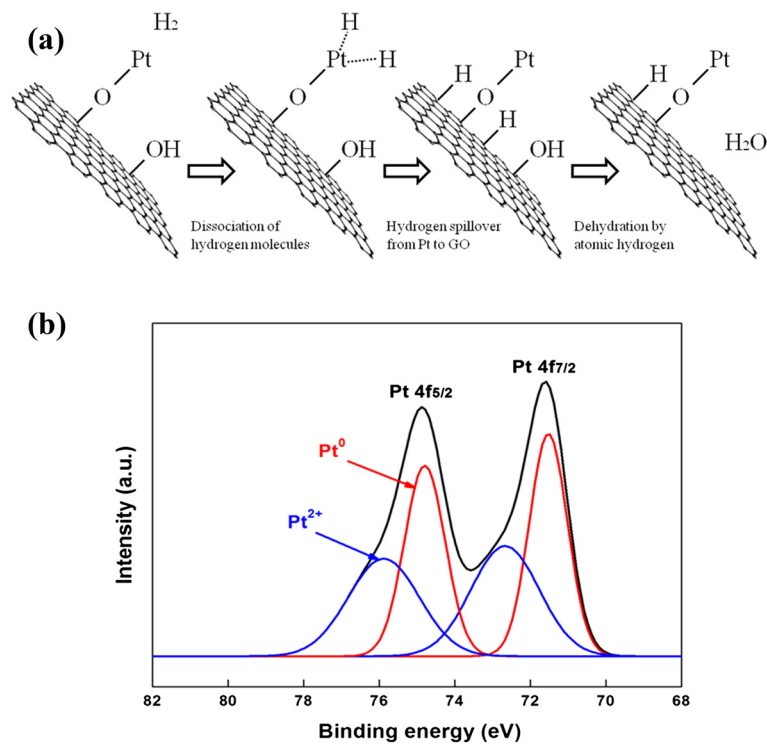 (a)
H₂
Pt
O
OH
Dissociation of
hydrogen molecules
H
Pt
H
O
OH
Hydrogen spillover
from Pt to GO
H
Pt
O
H
OH
Dehydration by
atomic hydrogen
H
Pt
O
H₂O
(b)
Pt 4f5/2
Pt 4f7/2
Pt⁰
Pt²⁺
Intensity (a.u.)
82 80 78 76 74 72 70 68
Binding energy (eV)